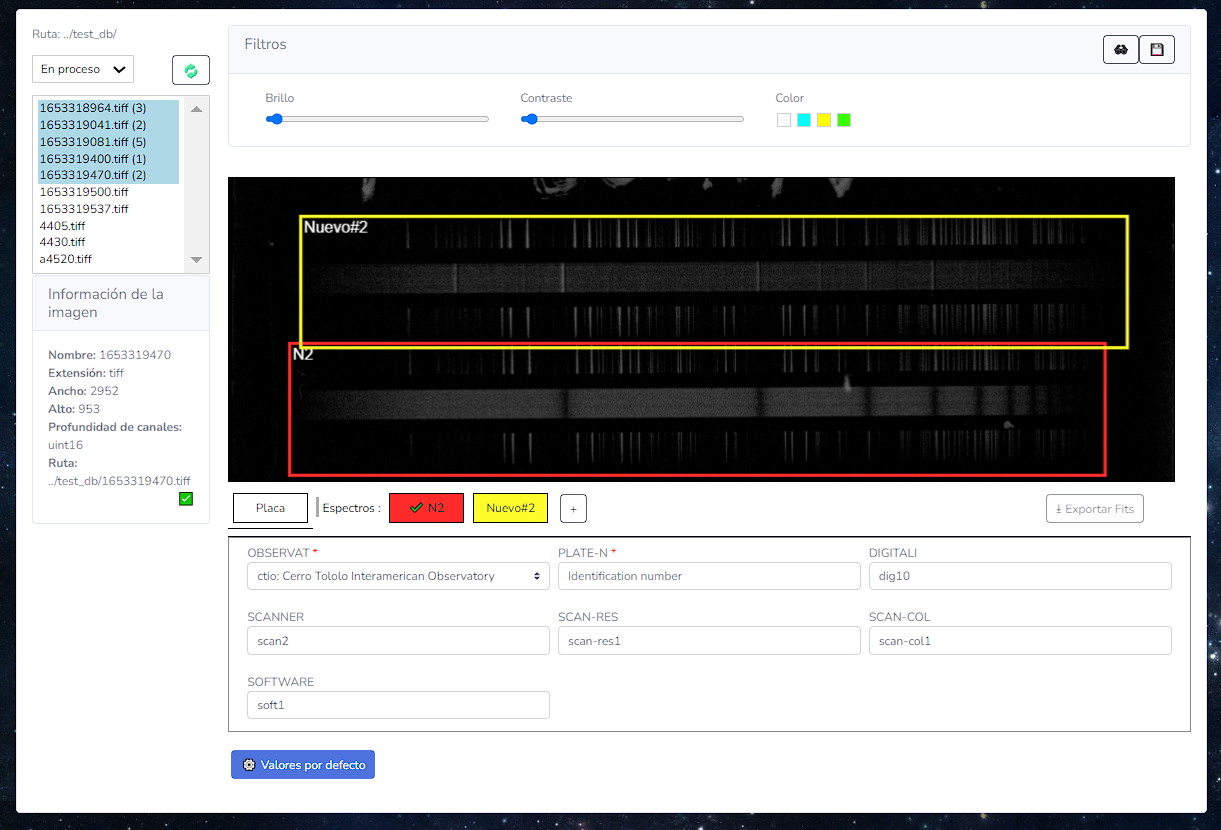 Ruta: ../test_db/
En proceso
1653318964.tiff (3)
1653319041.tiff (2)
1653319081.tiff (5)
1653319400.tiff (1)
1653319470.tiff (2)
1653319500.tiff
1653319537.tiff
4405.tiff
4430.tiff
a4520.tiff
Información de la
imagen
Nombre: 1653319470
Extensión: tiff
Ancho: 2952
Alto: 953
Profundidad de canales:
uint16
Ruta:
../test_db/1653319470.tiff
Filtros
Brillo
Contraste
Color
Nuevo#2
N2
Placa
Espectros :
N2
Nuevo#2
+
Exportar Fits
OBSERVAT *
PLATE-N *
DIGITALI
ctio: Cerro Tololo Interamerican Observatory
Identification number
dig10
SCANNER
SCAN-RES
SCAN-COL
scan2
scan-res1
scan-col1
SOFTWARE
soft1
Valores por defecto